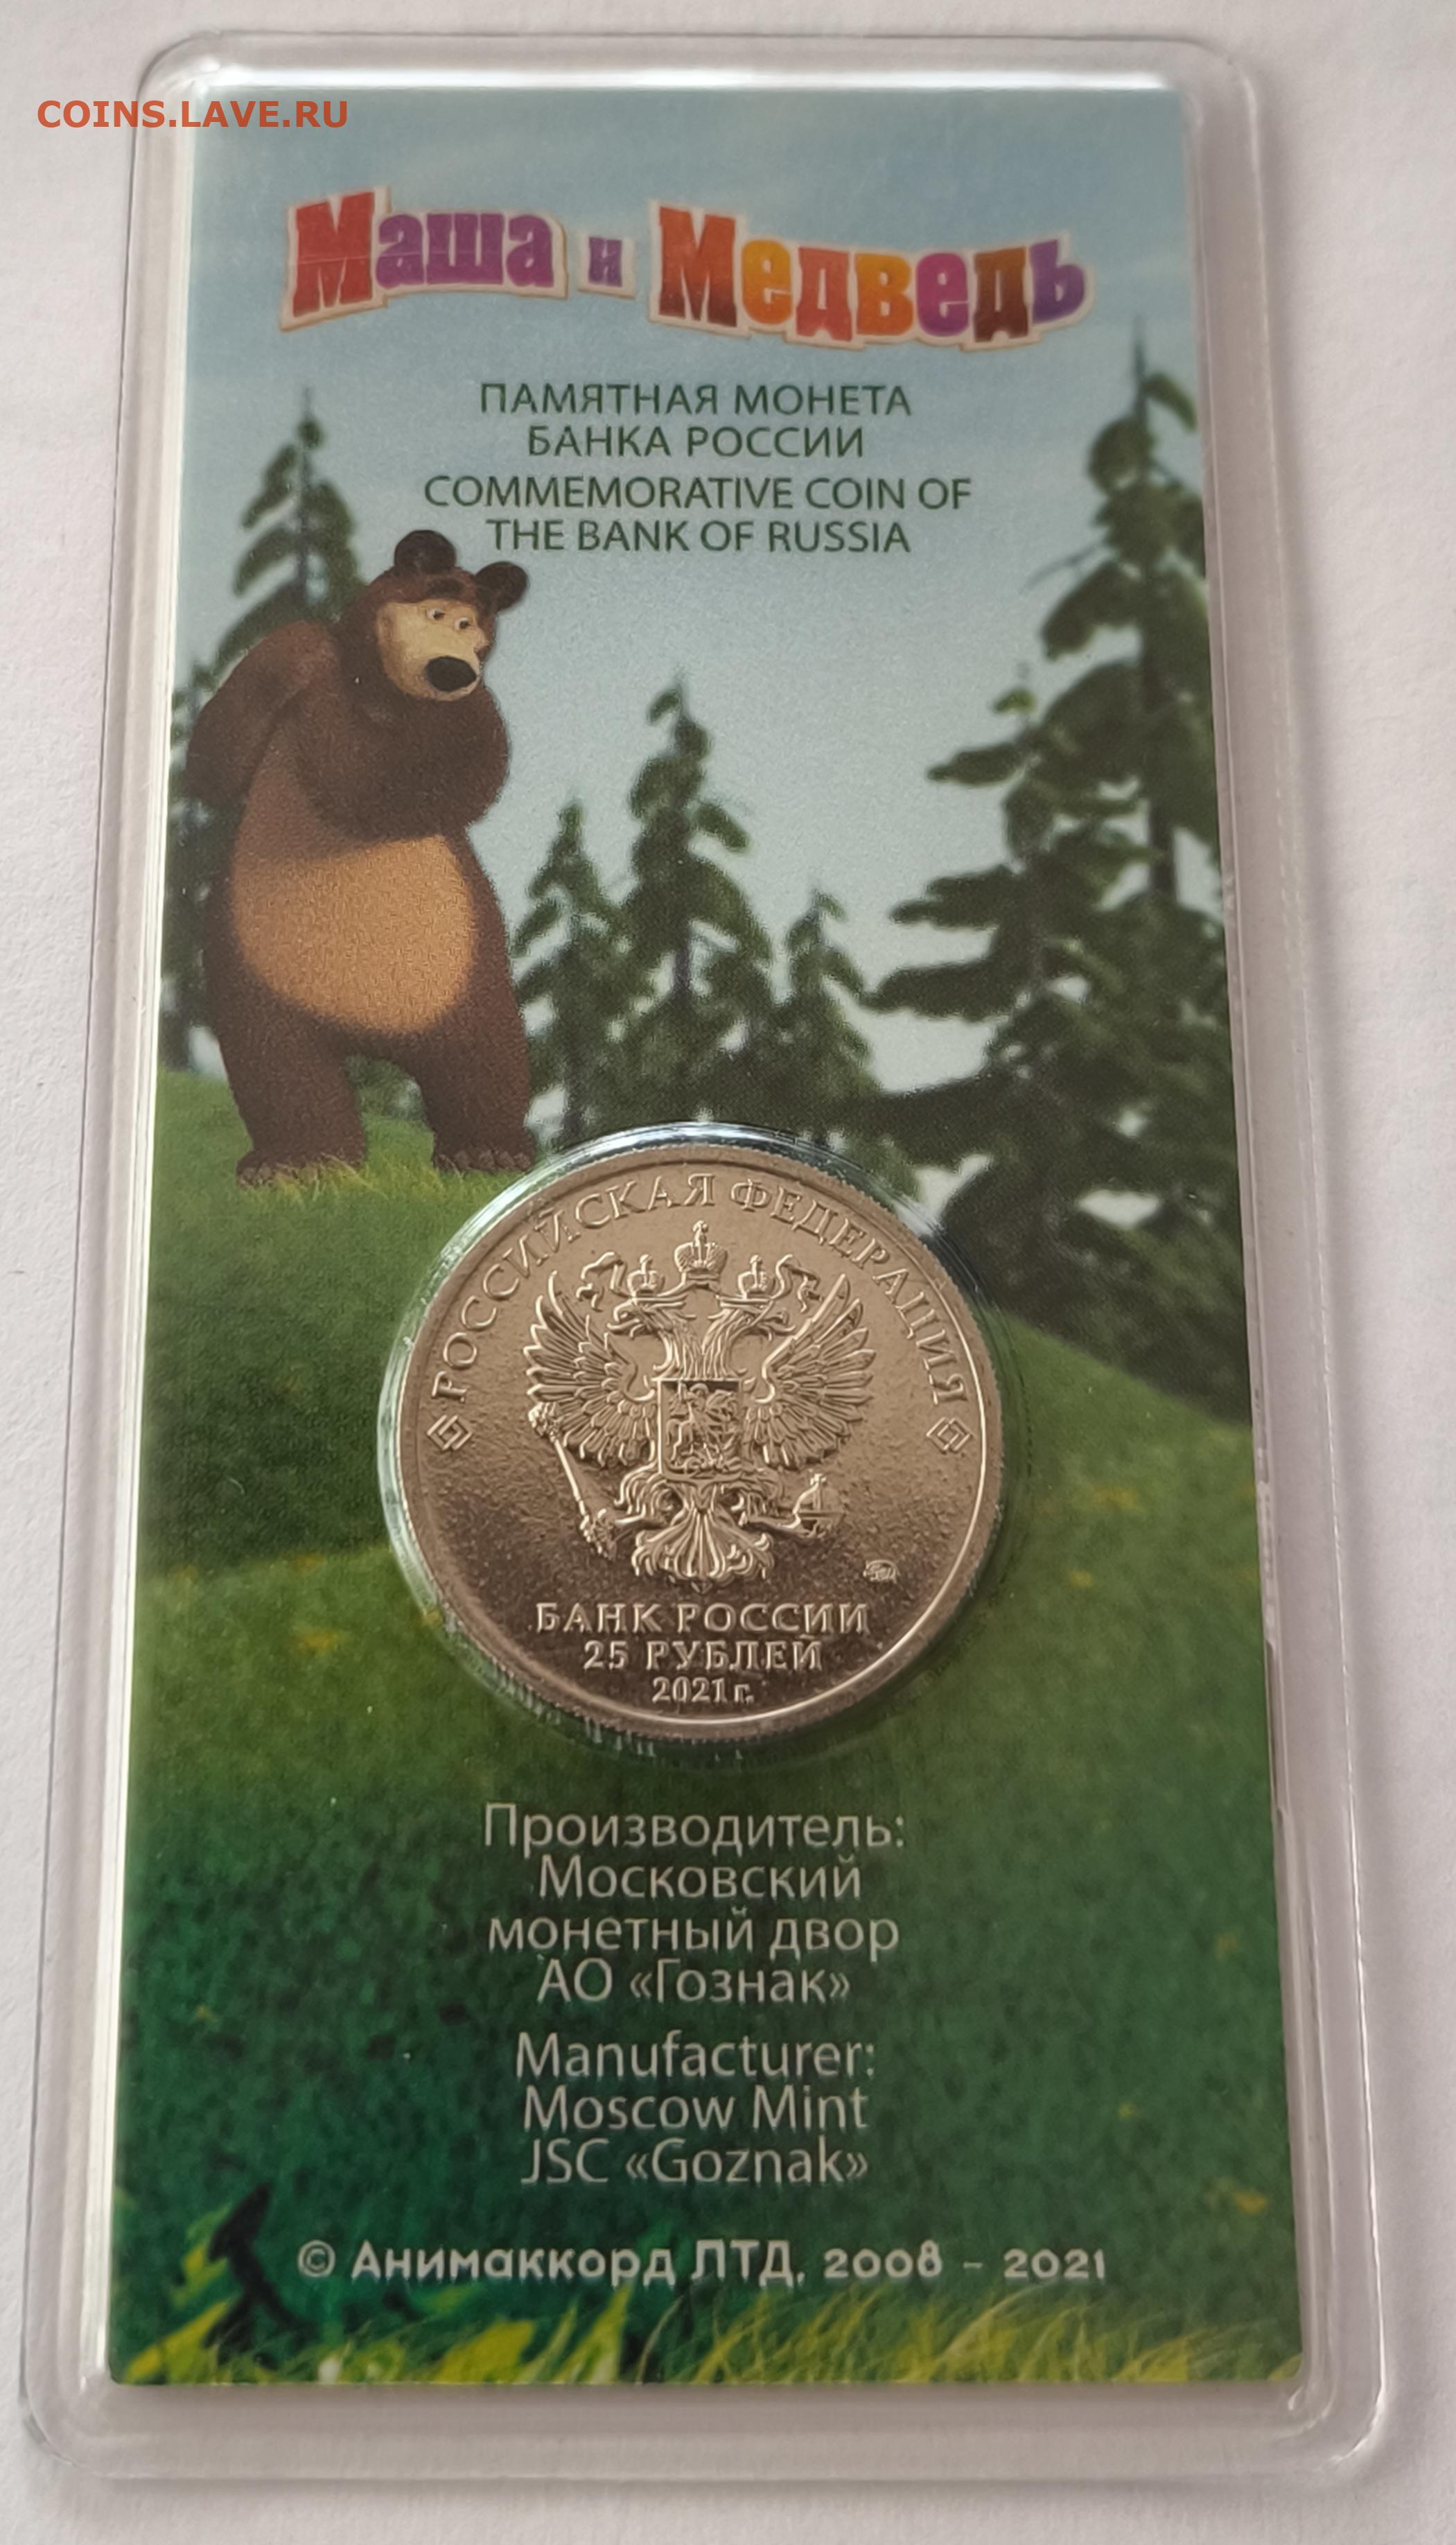 COINS.LAVE.RU
Маша и Медведь
ПАМЯТНАЯ МОНЕТА
БАНКА РОССИИ
COMMEMORATIVE COIN OF
THE BANK OF RUSSIA
РОССИЙСКАЯ ФЕДЕРАЦИЯ
БАНК РОССИИ
25 РУБЛЕЙ
2021 г.
Производитель:
Московский
монетный двор
АО «Гознак»
Manufacturer:
Moscow Mint
JSC «Goznak»
© Анимаккорд ЛТД, 2008 - 2021